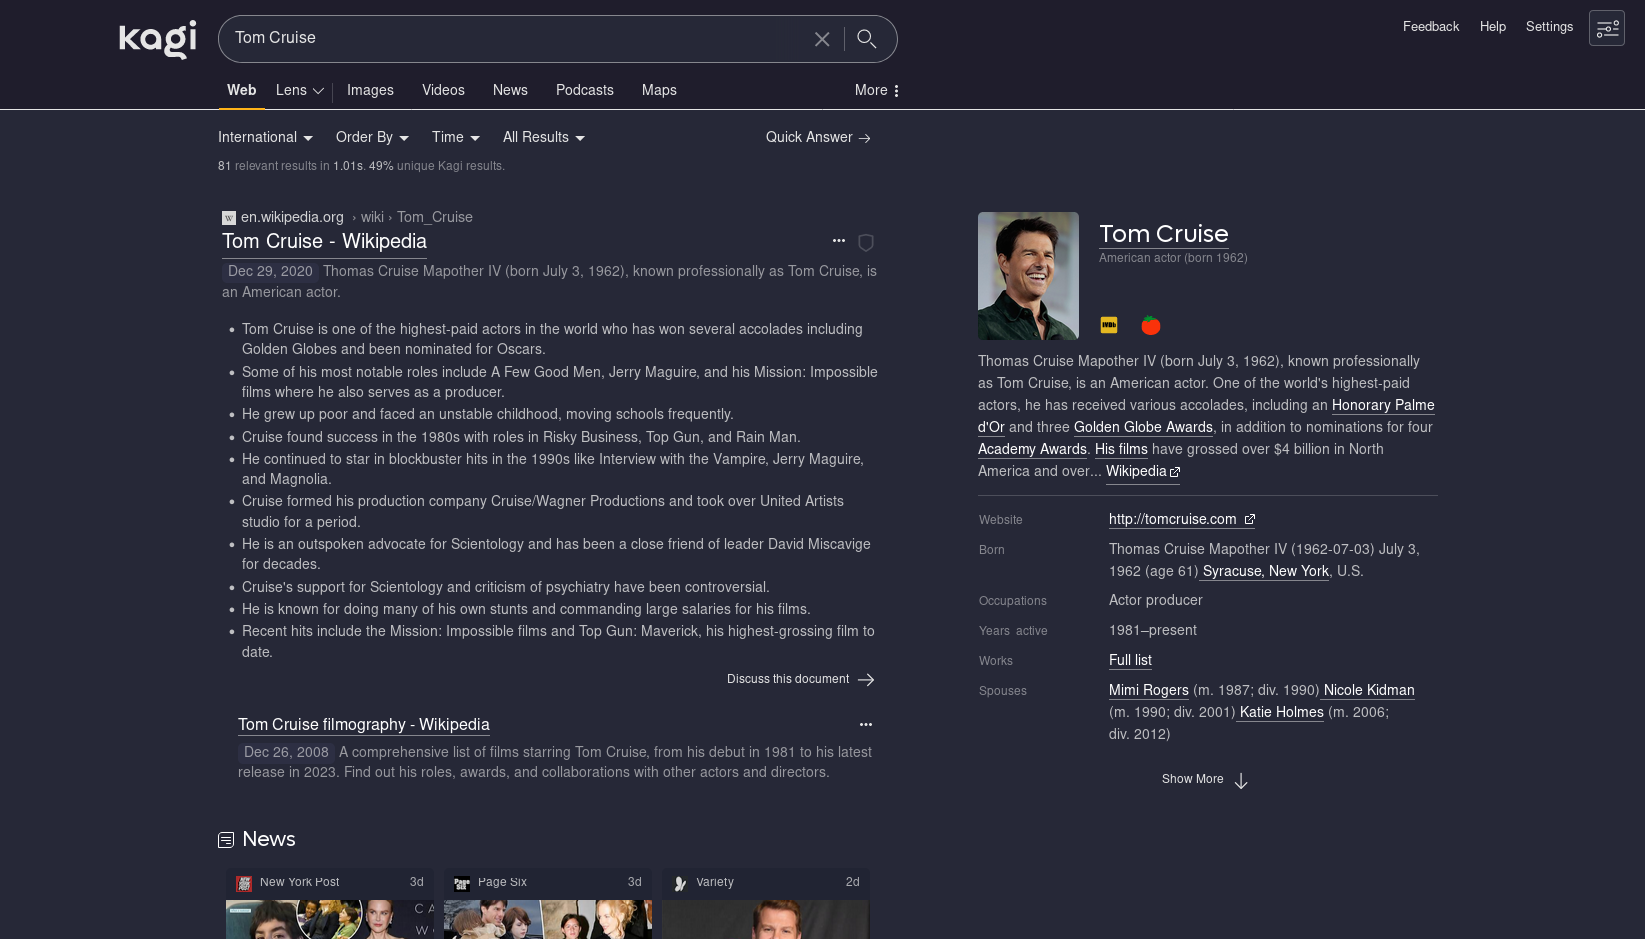 kagi
Tom Cruise
Feedback Help Settings
Web Lens Images Videos News Podcasts Maps More
International Order By Time All Results Quick Answer
81 relevant results in 1.01s. 49% unique Kagi results.
en.wikipedia.org › wiki › Tom_Cruise
Tom Cruise - Wikipedia
Dec 29, 2020 Thomas Cruise Mapother IV (born July 3, 1962), known professionally as Tom Cruise, is
an American actor.
• Tom Cruise is one of the highest-paid actors in the world who has won several accolades including
Golden Globes and been nominated for Oscars.
• Some of his most notable roles include A Few Good Men, Jerry Maguire, and his Mission: Impossible
films where he also serves as a producer.
• He grew up poor and faced an unstable childhood, moving schools frequently.
• Cruise found success in the 1980s with roles in Risky Business, Top Gun, and Rain Man.
• He continued to star in blockbuster hits in the 1990s like Interview with the Vampire, Jerry Maguire,
and Magnolia.
• Cruise formed his production company Cruise/Wagner Productions and took over United Artists
studio for a period.
• He is an outspoken advocate for Scientology and has been a close friend of leader David Miscavige
for decades.
• Cruise's support for Scientology and criticism of psychiatry have been controversial.
• He is known for doing many of his own stunts and commanding large salaries for his films.
• Recent hits include the Mission: Impossible films and Top Gun: Maverick, his highest-grossing film to
date.
Discuss this document
Tom Cruise filmography - Wikipedia
Dec 26, 2008 A comprehensive list of films starring Tom Cruise, from his debut in 1981 to his latest
release in 2023. Find out his roles, awards, and collaborations with other actors and directors.
News
New York Post 3d
Page Six 3d
Variety 2d
Tom Cruise
American actor (born 1962)
IMDb
Thomas Cruise Mapother IV (born July 3, 1962), known professionally
as Tom Cruise, is an American actor. One of the world's highest-paid
actors, he has received various accolades, including an Honorary Palme
d'Or and three Golden Globe Awards, in addition to nominations for four
Academy Awards. His films have grossed over $4 billion in North
America and over... Wikipedia
Website http://tomcruise.com
Born Thomas Cruise Mapother IV (1962-07-03) July 3,
1962 (age 61) Syracuse, New York, U.S.
Occupations Actor producer
Years active 1981–present
Works Full list
Spouses Mimi Rogers (m. 1987; div. 1990) Nicole Kidman
(m. 1990; div. 2001) Katie Holmes (m. 2006;
div. 2012)
Show More